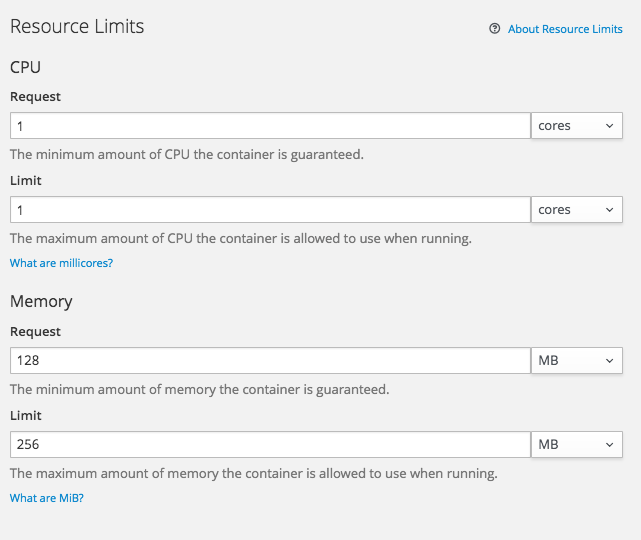 Resource Limits
About Resource Limits
CPU
Request
1 cores
The minimum amount of CPU the container is guaranteed.
Limit
1 cores
The maximum amount of CPU the container is allowed to use when running.
What are millicores?
Memory
Request
128 MB
The minimum amount of memory the container is guaranteed.
Limit
256 MB
The maximum amount of memory the container is allowed to use when running.
What are MiB?